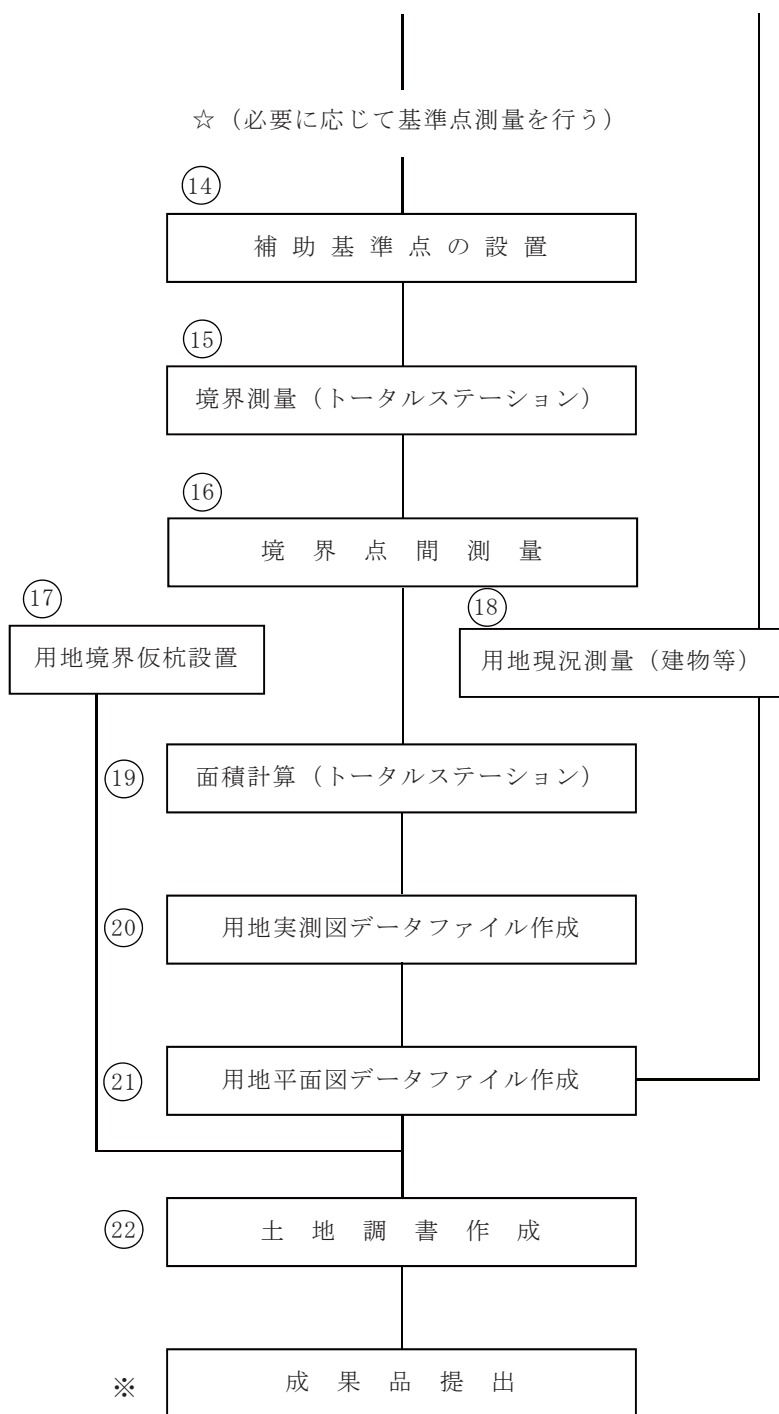 ☆（必要に応じて基準点測量を行う）
⑭
補助基準点の設置
⑮
境界測量（トータルステーション）
⑯
境界点間測量
⑰
用地境界仮杭設置
⑱
用地現況測量（建物等）
⑲
面積計算（トータルステーション）
⑳
用地実測図データファイル作成
㉑
用地平面図データファイル作成
㉒
土地調書作成
※
成果品提出